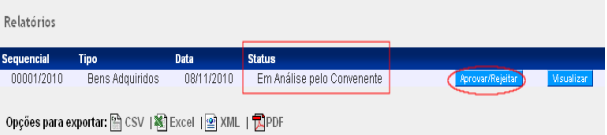 Relatórios
Sequencial Tipo Data Status
00001/2010 Bens Adquiridos 08/11/2010 Em Análise pelo Convenente Aprovar/Rejeitar Visualizar
Opções para exportar: CSV | Excel | XML | PDF